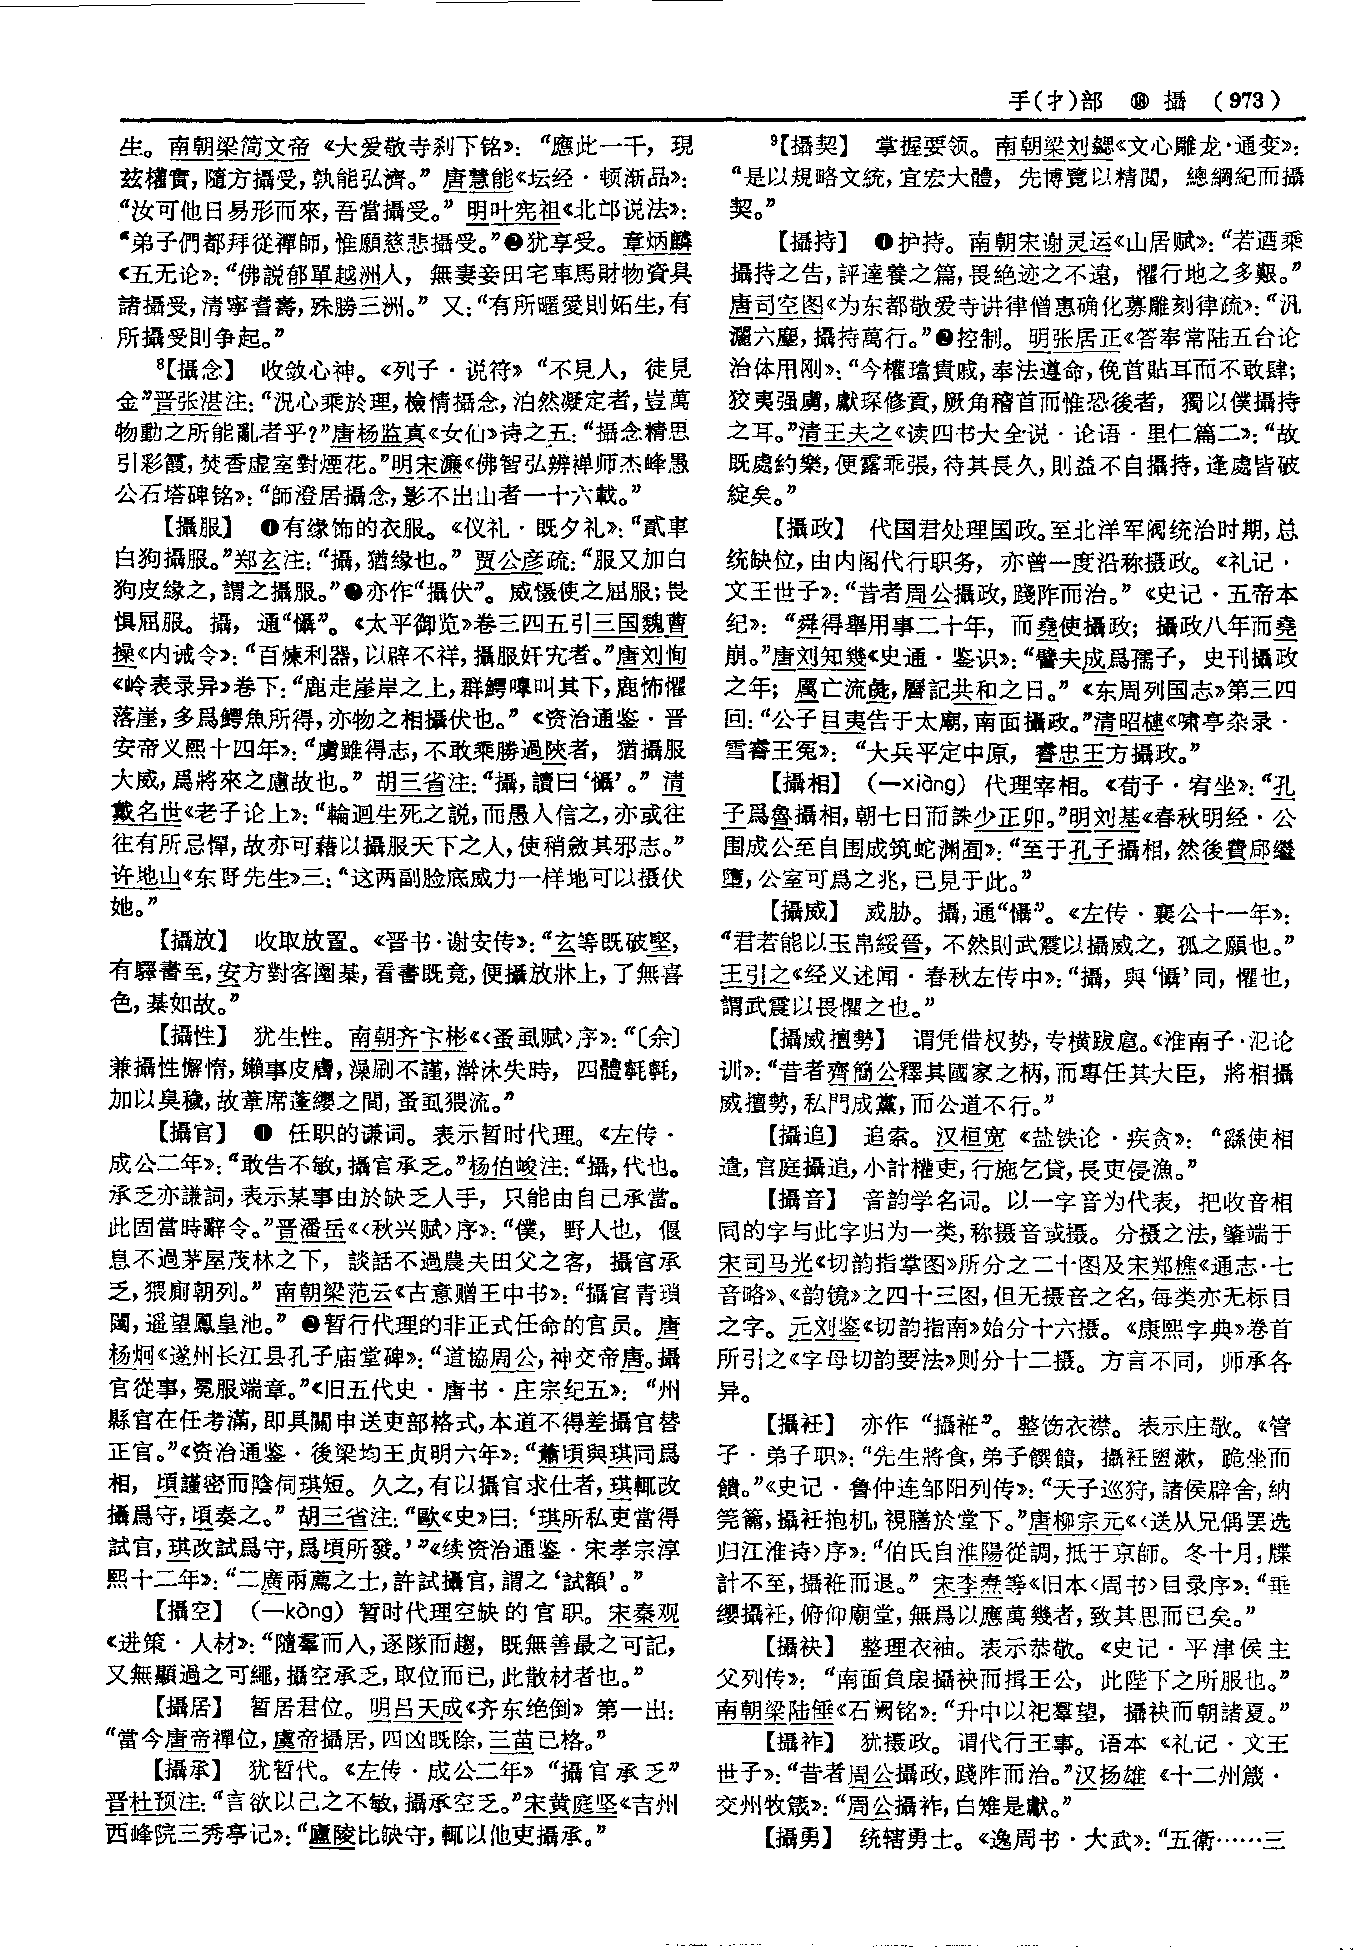 手(扌)部　⑱　攝　(973)
生。南朝梁简文帝《大爱敬寺刹下铭》：“應此一千，現
兹權實，隨方攝受，孰能弘濟。”唐慧能《坛经·顿渐品》：
“汝可他日易形而來，吾當攝受。”明叶宪祖《北邙说法》：
“弟子們都拜從禪師，惟願慈悲攝受。”❷犹享受。章炳麟
《五无论》：“佛説郁單越洲人，無妻妾田宅車馬財物資具
諸攝受，清寧耆壽，殊勝三洲。”又：“有所暱愛則妬生，有
所攝受則争起。”
8【攝念】　收敛心神。《列子·说符》“不見人，徒見
金”晋张湛注：“況心乘於理，檢情攝念，泊然凝定者，豈萬
物動之所能亂者乎?”唐杨监真《女仙》诗之五：“攝念精思
引彩霞，焚香虚室對煙花。”明宋濂《佛智弘辨禅师杰峰愚
公石塔碑铭》：“師澄居攝念，影不出山者一十六載。”
【攝服】　❶有缘饰的衣服。《仪礼·既夕礼》：“貳車
白狗攝服。”郑玄注：“攝，猶缘也。”贾公彦疏：“服又加白
狗皮緣之，謂之攝服。”❷亦作“攝伏”。威慑使之屈服；畏
惧屈服。攝，通“懾”。《太平御览》卷三四五引三国魏曹
操《内诫令》：“百煉利器，以辟不祥，攝服奸宄者。”唐刘恂
《岭表录异》卷下：“鹿走崖岸之上，群鳄嘷叫其下，鹿怖懼
落崖，多爲鳄魚所得，亦物之相攝伏也。”《资治通鉴·晋
安帝义熙十四年》：“虜雖得志，不敢乘勝過陝者，猶攝服
大威，爲將來之慮故也。”胡三省注：“攝，讀曰‘懾’。”清
戴名世《老子论上》：“輪迴生死之説，而愚人信之，亦或往
往有所忌憚，故亦可藉以攝服天下之人，使稍斂其邪志。”
许地山《东野先生》三：“这两副脸底威力一样地可以摄伏
她。”
【攝放】　收取放置。《晋书·谢安传》：“玄等既破堅，
有驛書至，安方對客圍棊，看書既竟，便攝放牀上，了無喜
色，棊如故。”
【攝性】　犹生性。南朝齐卞彬《〈蚤虱赋〉序》：“〔余〕
兼攝性懈惰，嬾事皮膚，澡刷不謹，澣沐失時，四體㲰㲰，
加以臭穢，故葦席蓬纓之間，蚤虱猥流。”
【攝官】　❶　任职的谦词。表示暂时代理。《左传·
成公二年》：“敢告不敏，攝官承乏。”杨伯峻注：“攝，代也。
承乏亦謙詞，表示某事由於缺乏人手，只能由自己承當。
此固當時辭令。”晋潘岳《〈秋兴赋〉序》：“僕，野人也，偃
息不過茅屋茂林之下，談話不過農夫田父之客，攝官承
乏，猥廁朝列。”南朝梁范云《古意赠王中书》：“攝官青瑣
闥，遥望鳳皇池。”❷暂行代理的非正式任命的官员。唐
杨炯《遂州长江县孔子庙堂碑》：“道協周公，神交帝唐。攝
官從事，冕服端章。”《旧五代史·唐书·庄宗纪五》：“州
縣官在任考滿，即具關申送吏部格式，本道不得差攝官替
正官。”《资治通鉴·後梁均王贞明六年》：“蕭頃與琪同爲
相，頃謹密而陰伺琪短。久之，有以攝官求仕者，琪輒改
攝爲守，頃奏之。”胡三省注：“歐《史》曰：‘琪所私吏當得
試官，琪改試爲守，爲頃所發。’”《续资治通鉴·宋孝宗淳
熙十二年》：“二廣兩薦之士，許試攝官，謂之‘試額’。”
【攝空】　(—kòng)　暂时代理空缺的官职。宋秦观
《进策·人材》：“隨羣而入，逐隊而趨，既無善最之可記，
又無顯過之可繩，攝空承乏，取位而已，此散材者也。”
【攝居】　暂居君位。明吕天成《齐东绝倒》第一出：
“當今唐帝禪位，虞帝攝居，四凶既除，三苗已格。”
【攝承】　犹暂代。《左传·成公二年》“攝官承乏”
晋杜预注：“言欲以己之不敏，攝承空乏。”宋黄庭坚《吉州
西峰院三秀亭记》：“廬陵比缺守，輒以他吏攝承。”
9【攝契】　掌握要领。南朝梁刘勰《文心雕龙·通变》：
“是以規略文統，宜宏大體，先博覽以精閲，總綱紀而攝
契。”
【攝持】　❶护持。南朝宋谢灵运《山居赋》：“若迺乘
攝持之告，評達養之篇，畏絶迹之不遠，懼行地之多艱。”
唐司空图《为东都敬爱寺讲律僧惠确化募雕刻律疏》：“汎
灑六塵，攝持萬行。”❷控制。明张居正《答奉常陆五台论
治体用刚》：“今權璫貴戚，奉法遵命，俛首貼耳而不敢肆；
狡夷强虜，獻琛修貢，厥角稽首而惟恐後者，獨以僕攝持
之耳。”清王夫之《读四书大全说·论语·里仁篇二》：“故
既處約樂，便露乖張，待其長久，則益不自攝持，逢處皆破
綻矣。”
【攝政】　代国君处理国政。至北洋军阀统治时期，总
统缺位，由内阁代行职务，亦曾一度沿称摄政。《礼记·
文王世子》：“昔者周公攝政，踐阼而治。”《史记·五帝本
纪》：“舜得舉用事二十年，而堯使攝政；攝政八年而堯
崩。”唐刘知幾《史通·鉴识》：“譬夫成爲孺子，史刊攝政
之年；厲亡流彘，曆記共和之日。”《东周列国志》第三四
回：“公子目夷告于太廟，南面攝政。”清昭槤《啸亭杂录·
雪睿王冤》：“大兵平定中原，睿忠王方攝政。”
【攝相】　(—xiàng)　代理宰相。《荀子·宥坐》：“孔
子爲魯攝相，朝七日而誅少正卯。”明刘基《春秋明经·公
围成公至自围成筑蛇渊囿》：“至于孔子攝相，然後費郈繼
墮，公室可爲之兆，已見于此。”
【攝威】　威胁。攝，通“懾”。《左传·襄公十一年》：
“君若能以玉帛綏晉，不然則武震以攝威之，孤之願也。”
王引之《经义述闻·春秋左传中》：“攝，與‘懾’同，懼也，
謂武震以畏懼之也。”
【攝威擅勢】　谓凭借权势，专横跋扈。《淮南子·氾论
训》：“昔者齊簡公釋其國家之柄，而專任其大臣，將相攝
威擅勢，私門成黨，而公道不行。”
【攝追】　追索。汉桓宽《盐铁论·疾贪》：“繇使相
遣，官庭攝追，小計權吏，行施乞貸，長吏侵漁。”
【攝音】　音韵学名词。以一字音为代表，把收音相
同的字与此字归为一类，称摄音或摄。分摄之法，肇端于
宋司马光《切韵指掌图》所分之二十图及宋郑樵《通志·七
音略》、《韵镜》之四十三图，但无摄音之名，每类亦无标目
之字。元刘鉴《切韵指南》始分十六摄。《康熙字典》卷首
所引之《字母切韵要法》则分十二摄。方言不同，师承各
异。
【攝衽】　亦作“攝袵”。整饬衣襟。表示庄敬。《管
子·弟子职》：“先生將食，弟子饌饋，攝衽盥漱，跪坐而
饋。”《史记·鲁仲连邹阳列传》：“天子巡狩，諸侯辟舍，納
筦籥，攝衽抱机，視膳於堂下。”唐柳宗元《〈送从兄偁罢选
归江淮诗〉序》：“伯氏自淮陽從調，抵于京師。冬十月，牒
計不至，攝袵而退。”宋李焘等《旧本〈周书〉目录序》：“垂
纓攝衽，俯仰廟堂，無爲以應萬幾者，致其思而已矣。”
【攝袂】　整理衣袖。表示恭敬。《史记·平津侯主
父列传》：“南面負扆攝袂而揖王公，此陛下之所服也。”
南朝梁陆倕《石阙铭》：“升中以祀羣望，攝袂而朝諸夏。”
【攝祚】　犹摄政。谓代行王事。语本《礼记·文王
世子》：“昔者周公攝政，踐阼而治。”汉扬雄《十二州箴·
交州牧箴》：“周公攝祚，白雉是獻。”
【攝勇】　统辖勇士。《逸周书·大武》：“五衛……三